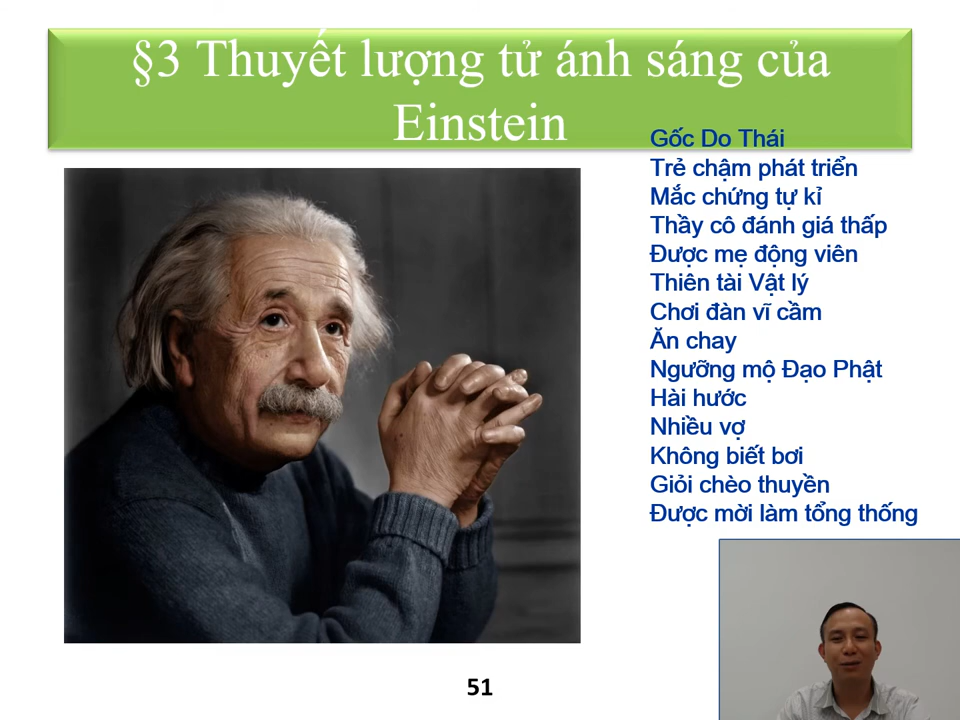 §3 Thuyết lượng tử ánh sáng của
Einstein
Gốc Do Thái
Trẻ chậm phát triển
Mắc chứng tự kỉ
Thầy cô đánh giá thấp
Được mẹ động viên
Thiên tài Vật lý
Chơi đàn vĩ cầm
Ăn chay
Ngưỡng mộ Đạo Phật
Hài hước
Nhiều vợ
Không biết bơi
Giỏi chèo thuyền
Được mời làm tổng thống
51